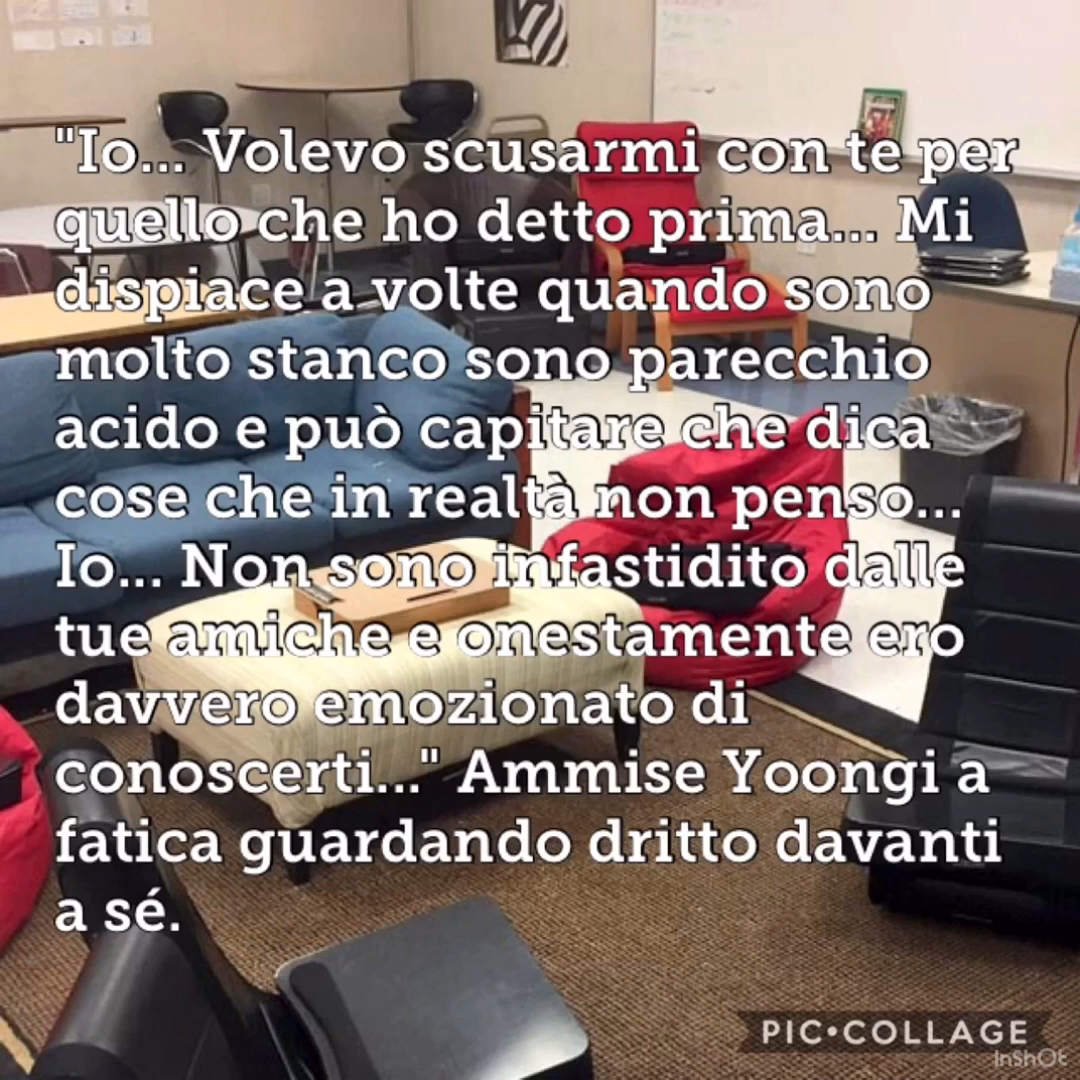 "Io... Volevo scusarmi con te per
quello che ho detto prima... Mi
dispiace a volte quando sono
molto stanco sono parecchio
acido e può capitare che dica
cose che in realtà non penso...
Io... Non sono infastidito dalle
tue amiche e onestamente ero
davvero emozionato di
conoscerti..." Ammise Yoongi a
fatica guardando dritto davanti
a sé.
PIC•COLLAGE
InShOt